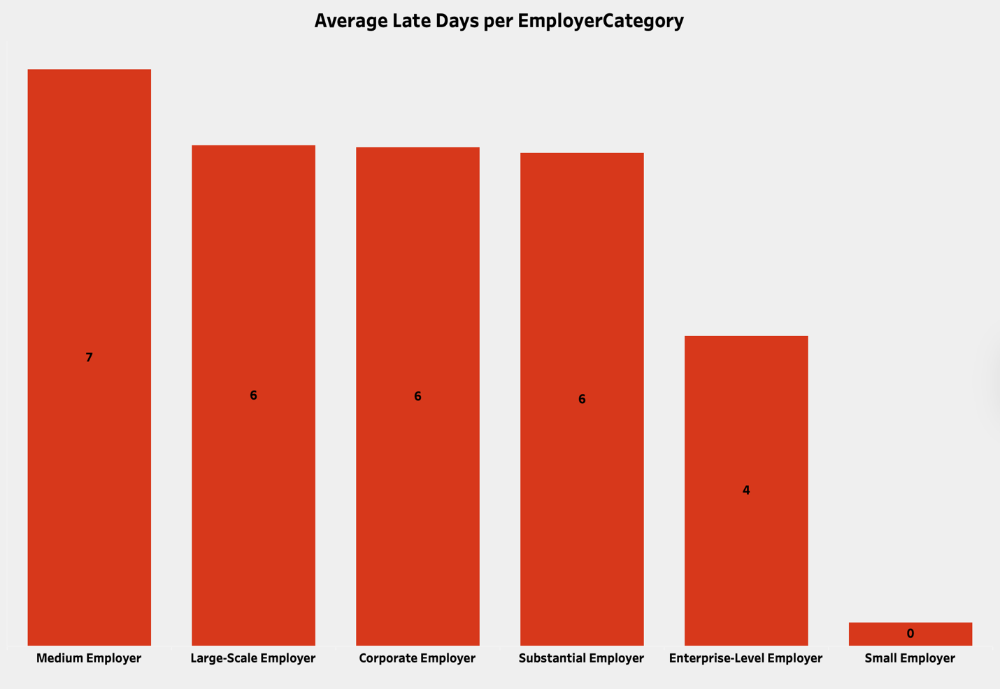 Average Late Days per EmployerCategory
7
6
6
6
4
0
Medium Employer
Large-Scale Employer
Corporate Employer
Substantial Employer
Enterprise-Level Employer
Small Employer